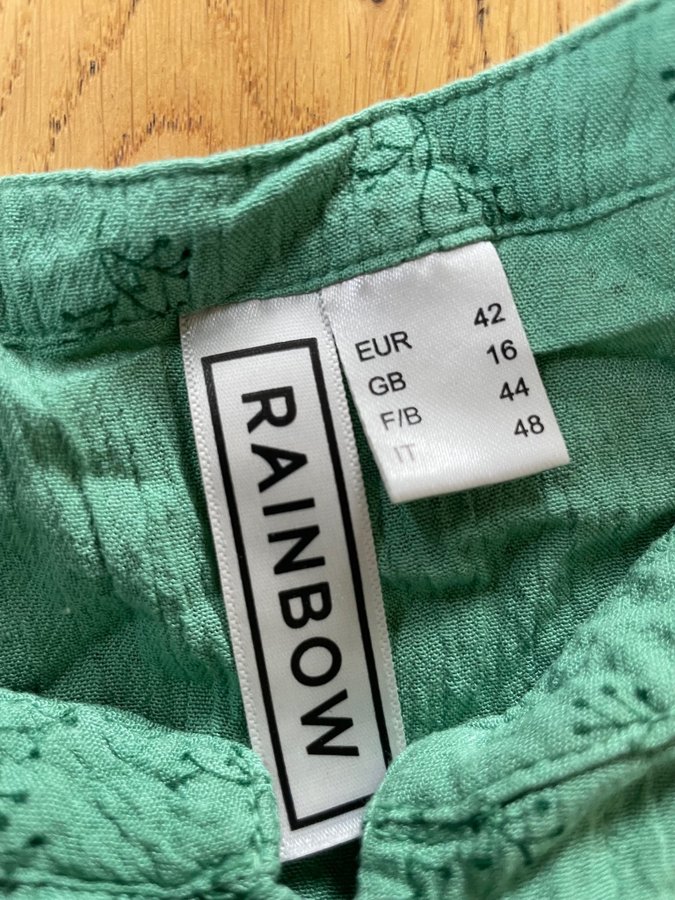 RAINBOW
EUR 42
GB 16
F/B 44
IT 48